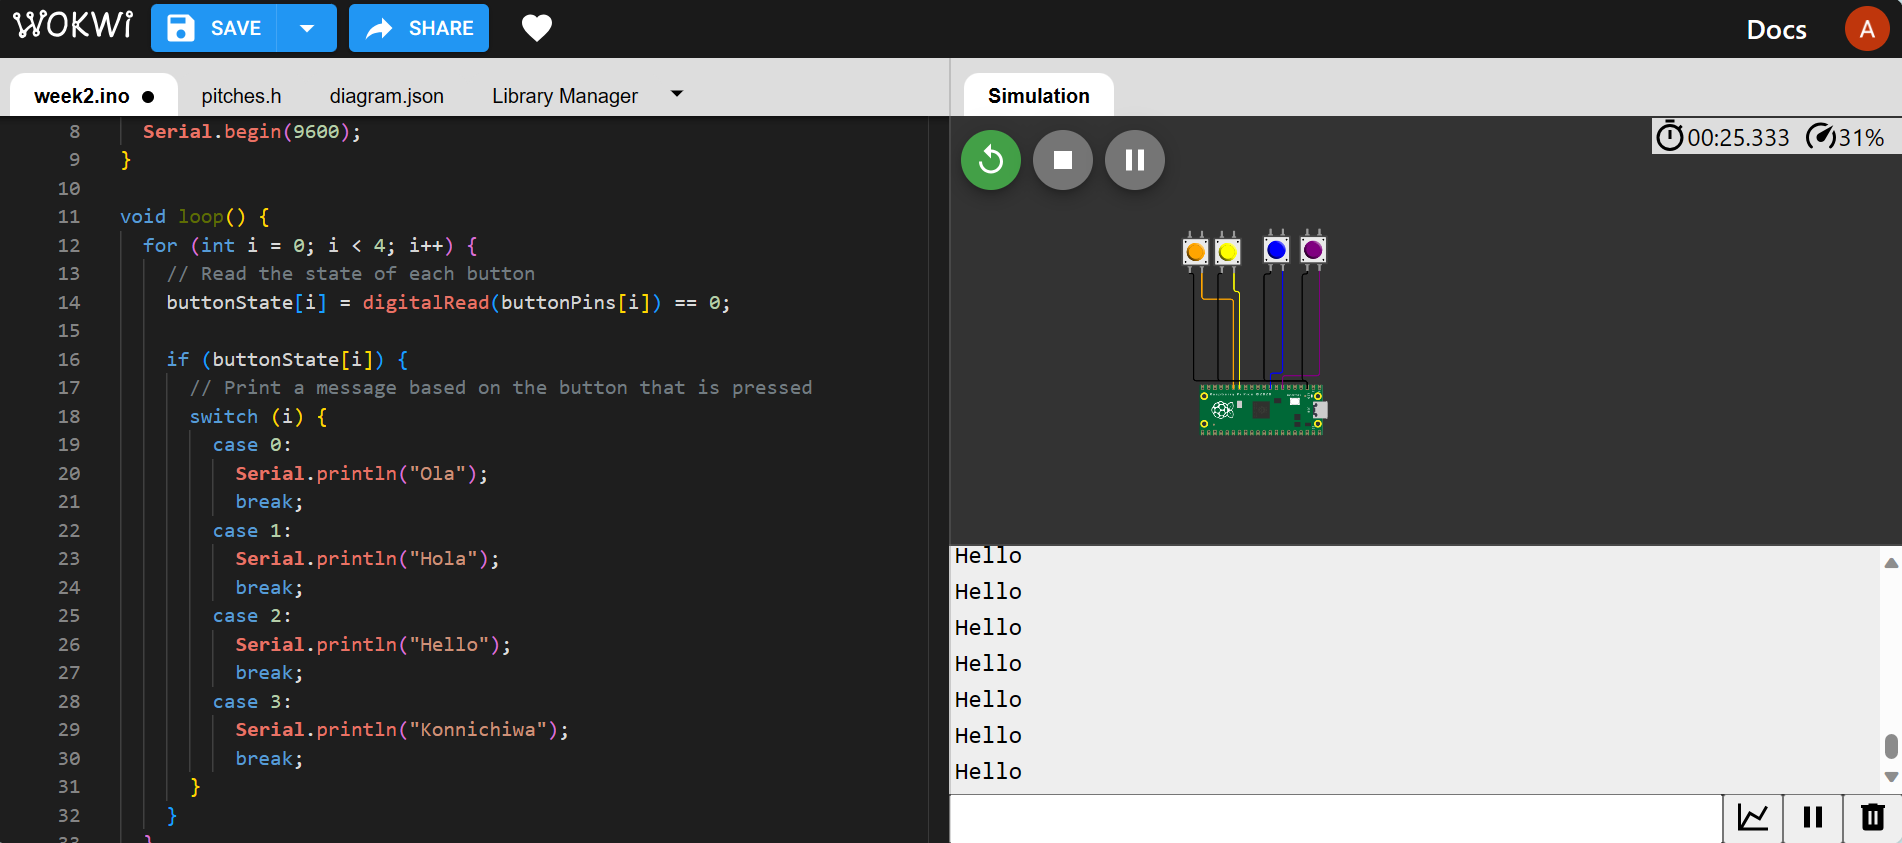 WOKWi SAVE SHARE Docs A
week2.ino pitches.h diagram.json Library Manager
Simulation
8 Serial.begin(9600);
9 }
10
11 void loop() {
12 for (int i = 0; i < 4; i++) {
13 // Read the state of each button
14 buttonState[i] = digitalRead(buttonPins[i]) == 0;
15
16 if (buttonState[i]) {
17 // Print a message based on the button that is pressed
18 switch (i) {
19 case 0:
20 Serial.println("Ola");
21 break;
22 case 1:
23 Serial.println("Hola");
24 break;
25 case 2:
26 Serial.println("Hello");
27 break;
28 case 3:
29 Serial.println("Konnichiwa");
30 break;
31 }
32 }
33 }
00:25.333 31%
Hello
Hello
Hello
Hello
Hello
Hello
Hello